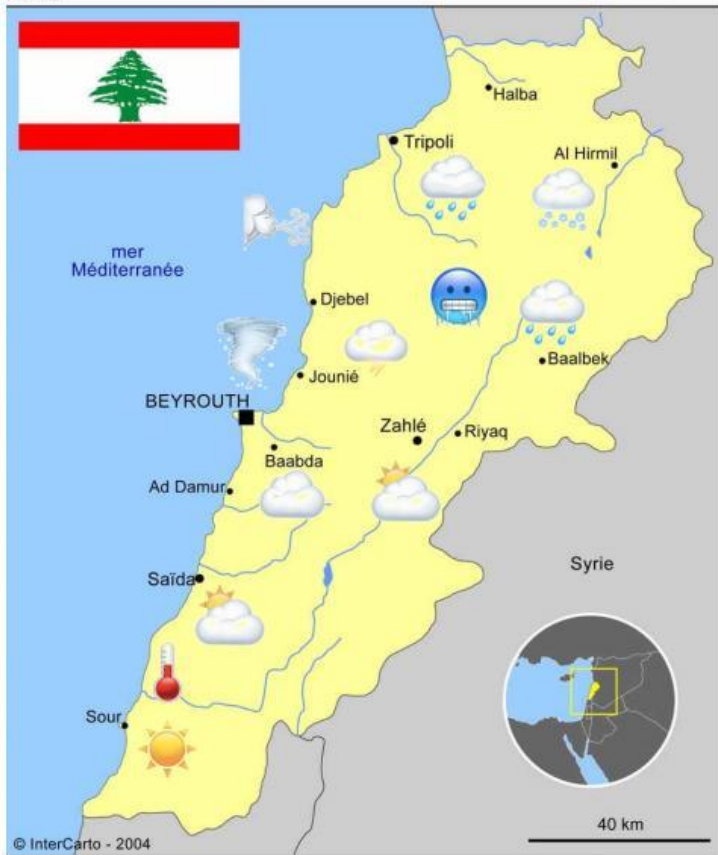 Halba
Tripoli
Al Hirmil
mer
Méditerranée
Djebel
Baalbek
Jounié
BEYROUTH
Zahlé
Riyaq
Baabda
Ad Damur
Syrie
Saïda
Sour
40 km
© InterCarto - 2004